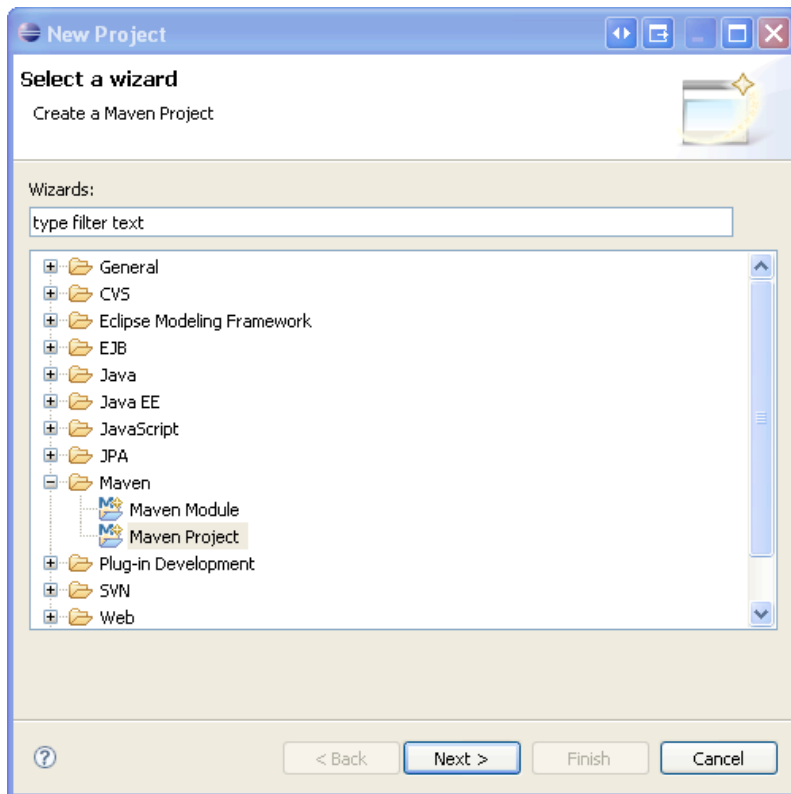 New Project
Select a wizard
Create a Maven Project
Wizards:
type filter text
General
CVS
Eclipse Modeling Framework
EJB
Java
Java EE
JavaScript
JPA
Maven
Maven Module
Maven Project
Plug-in Development
SVN
Web
< Back Next > Finish Cancel